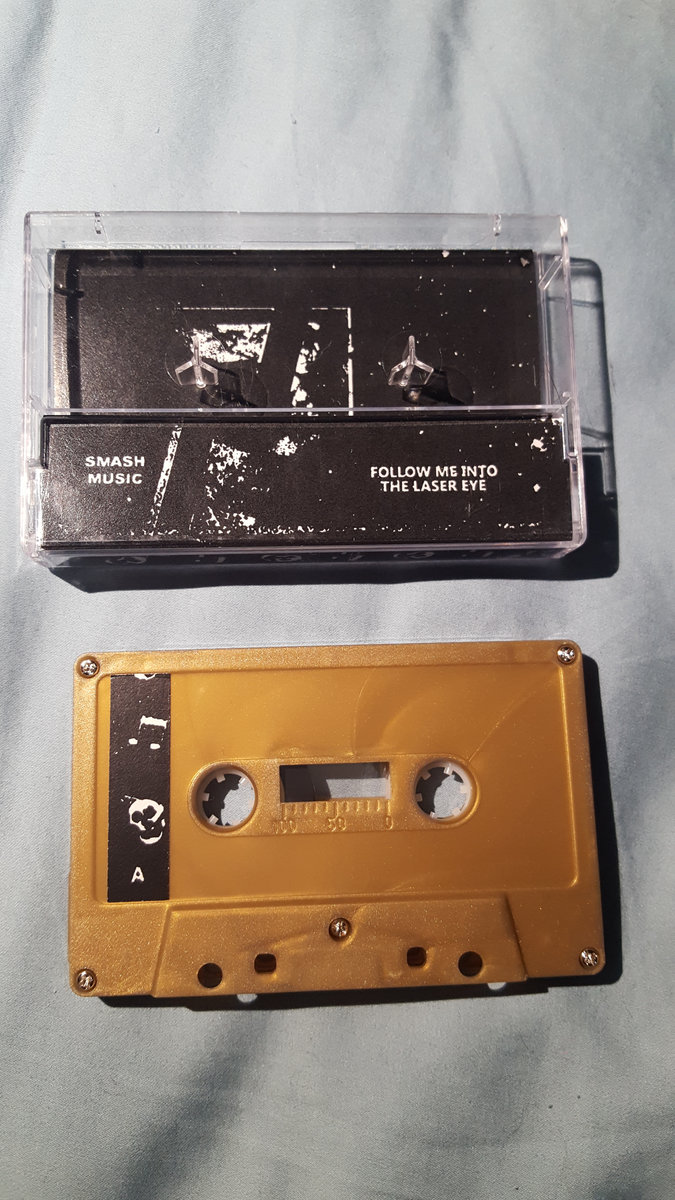 SMASH
MUSIC
FOLLOW ME INTO
THE LASER EYE
100 50 0
A